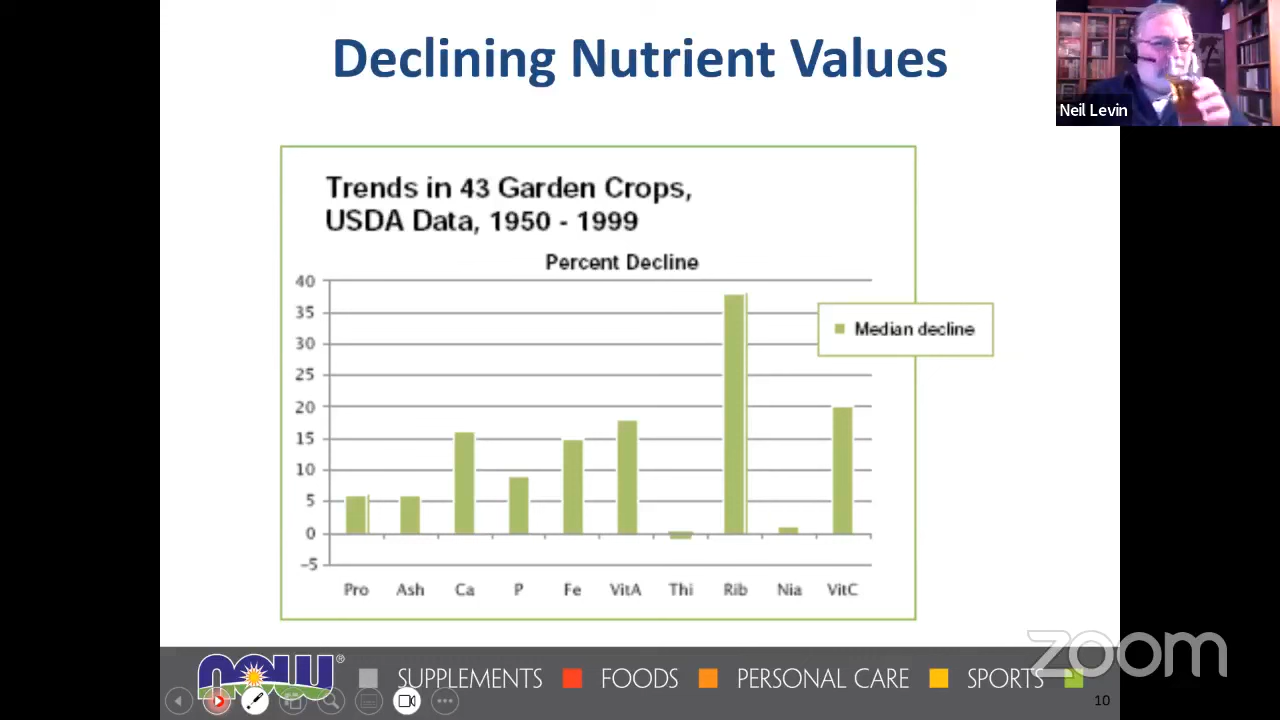 Declining Nutrient Values
Neil Levin
Trends in 43 Garden Crops,
USDA Data, 1950 - 1999
Percent Decline
40
35
30
25
20
15
10
5
0
-5
Median decline
Pro Ash Ca P Fe VitA Thi Rib Nia VitC
zoom
NOW® SUPPLEMENTS FOODS PERSONAL CARE SPORTS
10